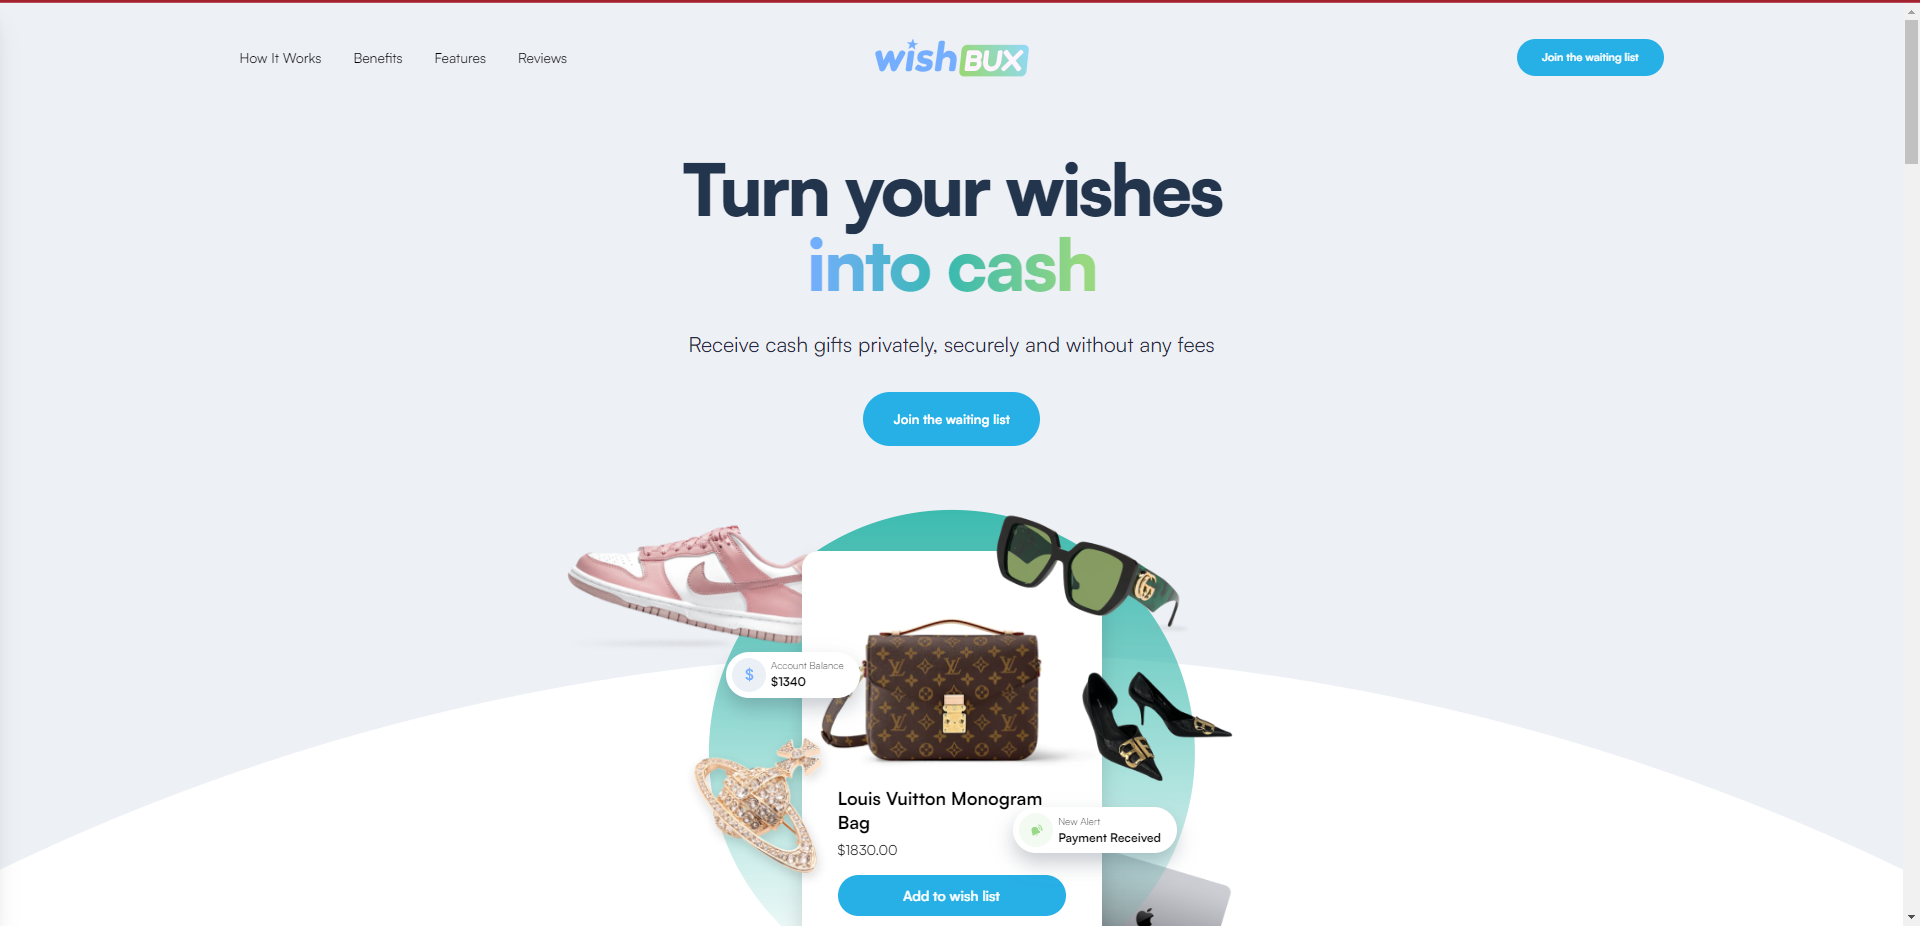 How It Works
Benefits
Features
Reviews
wish BUX
Join the waiting list
Turn your wishes
into cash
Receive cash gifts privately, securely and without any fees
Join the waiting list
Account Balance
$
$1340
Louis Vuitton Monogram
Bag
$1830.00
New Alert
Payment Received
Add to wish list